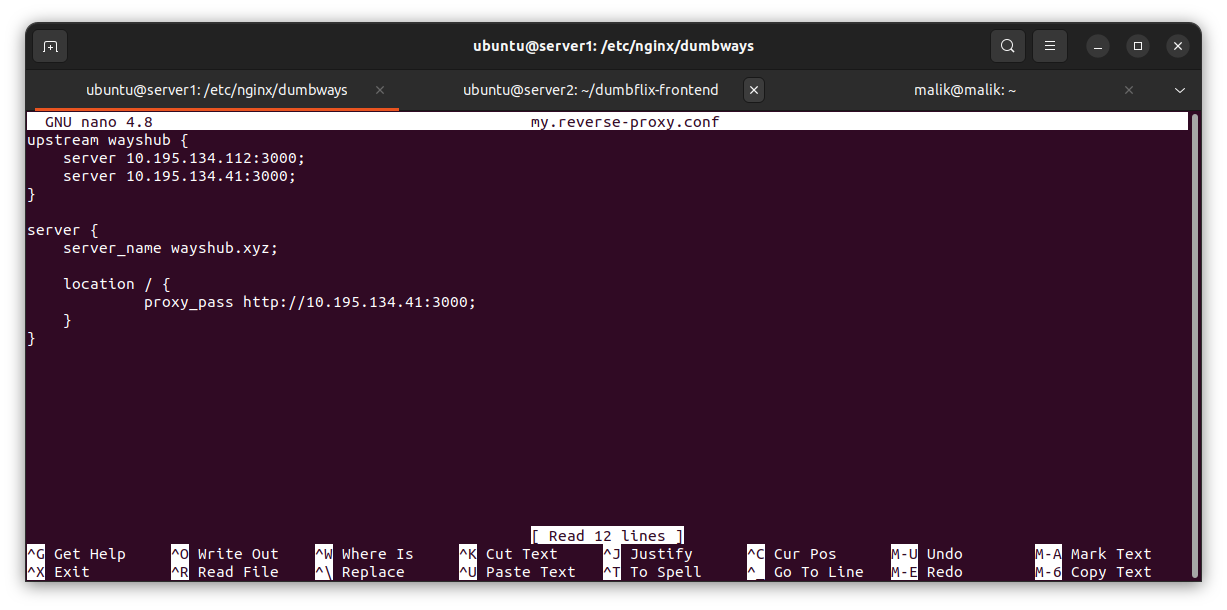 ubuntu@server1: /etc/nginx/dumbways
ubuntu@server1: /etc/nginx/dumbways ubuntu@server2: ~/dumbflix-frontend malik@malik: ~
GNU nano 4.8 my.reverse-proxy.conf
upstream wayshub {
    server 10.195.134.112:3000;
    server 10.195.134.41:3000;
}
server {
    server_name wayshub.xyz;
    location / {
             proxy_pass http://10.195.134.41:3000;
    }
}
[ Read 12 lines ]
^G Get Help ^O Write Out ^W Where Is ^K Cut Text ^J Justify ^C Cur Pos M-U Undo M-A Mark Text
^X Exit ^R Read File ^\ Replace ^U Paste Text ^T To Spell ^_ Go To Line M-E Redo M-6 Copy Text